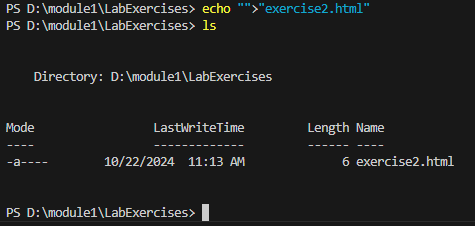 PS D:\module1\LabExercises> echo "">"exercise2.html"
PS D:\module1\LabExercises> ls
Directory: D:\module1\LabExercises
Mode                 LastWriteTime         Length Name
----                 -------------         ------ ----
-a----        10/22/2024  11:13 AM              6 exercise2.html
PS D:\module1\LabExercises>